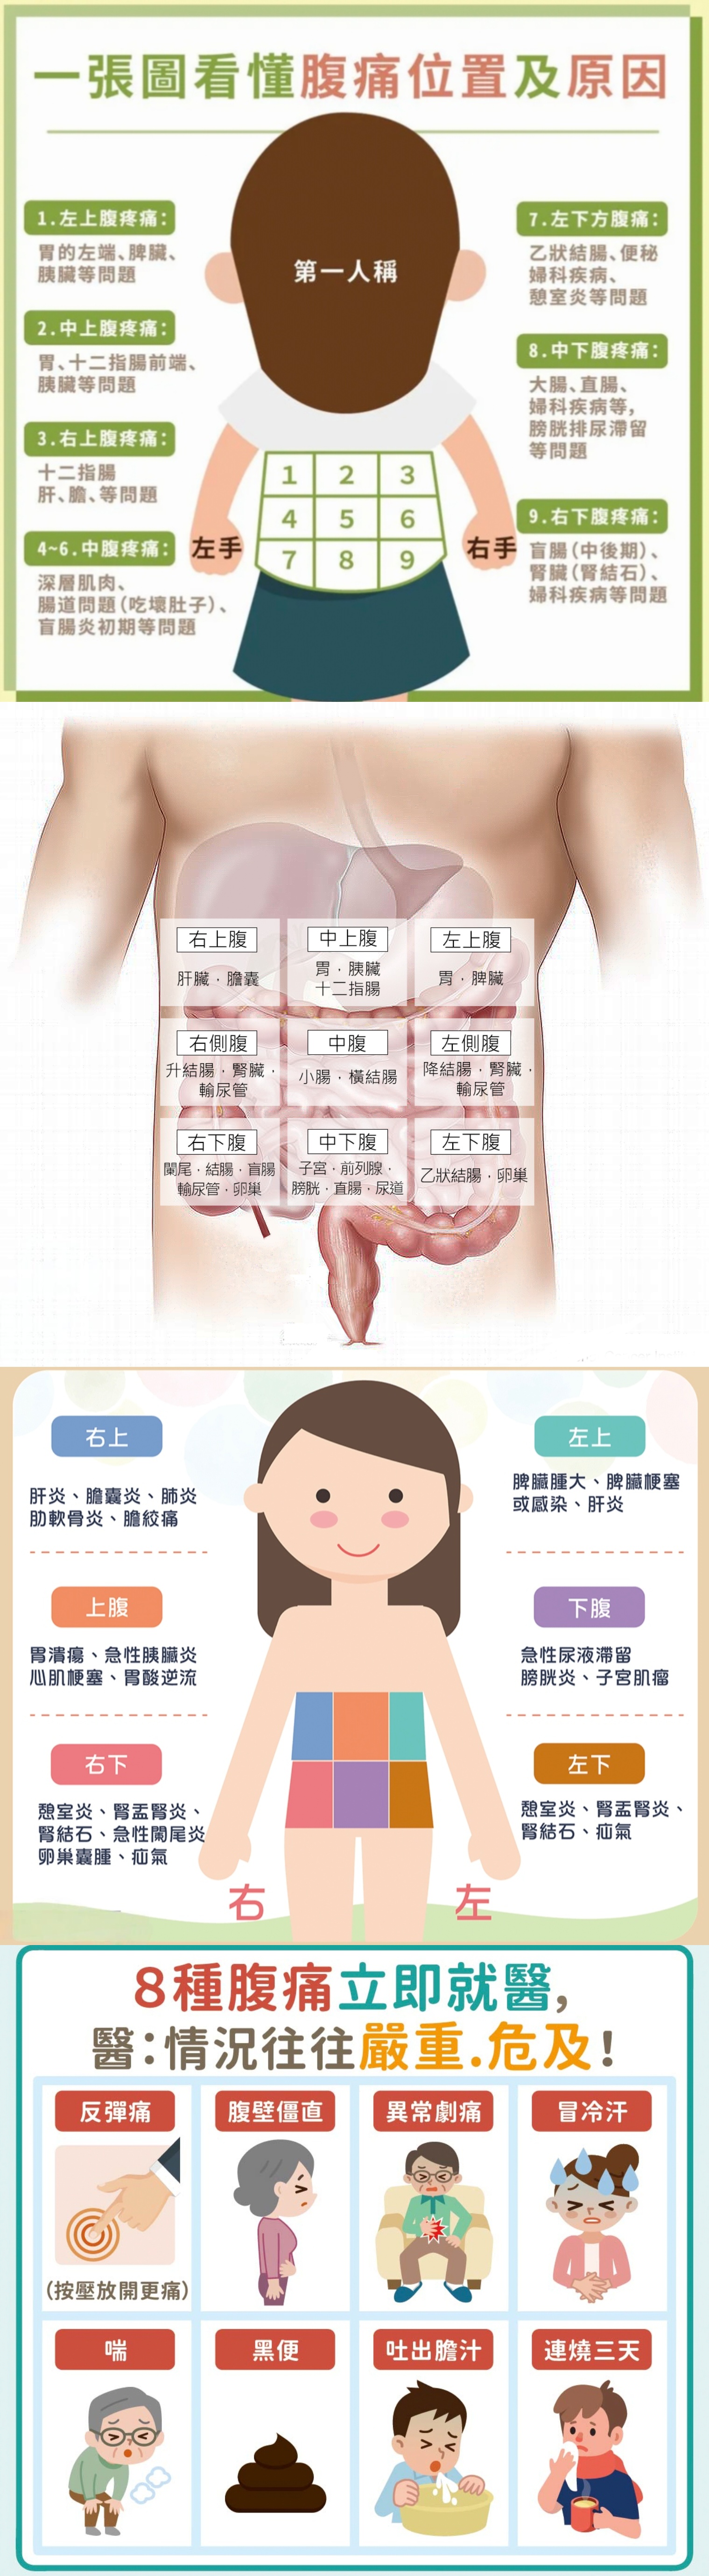 一張圖看懂腹痛位置及原因
第一人稱
1.左上腹疼痛:
胃的左端、脾臟、
胰臟等問題
2.中上腹疼痛:
胃、十二指腸前端、
胰臟等問題
3.右上腹疼痛:
十二指腸
肝、膽、等問題
4~6.中腹疼痛:
深層肌肉、
腸道問題(吃壞肚子)、
盲腸炎初期等問題
7.左下方腹痛:
乙狀結腸、便秘
婦科疾病、
憩室炎等問題
8.中下腹疼痛:
大腸、直腸、
婦科疾病等,
膀胱排尿滯留
等問題
9.右下腹疼痛:
盲腸(中後期)、
腎臟(腎結石)、
婦科疾病等問題
1 2 3
4 5 6
7 8 9
左手
右手
右上腹
肝臟·膽囊
中上腹
胃·胰臟
十二指腸
左上腹
胃·脾臟
右側腹
升結腸·腎臟·
輸尿管
中腹
小腸·橫結腸
左側腹
降結腸·腎臟·
輸尿管
右下腹
闌尾·結腸·盲腸
輸尿管·卵巢
中下腹
子宮·前列腺·
膀胱·直腸·尿道
左下腹
乙狀結腸·卵巢
右上
肝炎、膽囊炎、肺炎
肋軟骨炎、膽絞痛
上腹
胃潰瘍、急性胰臟炎
心肌梗塞、胃酸逆流
右下
憩室炎、腎盂腎炎、
腎結石、急性闌尾炎
卵巢囊腫、疝氣
左上
脾臟腫大、脾臟梗塞
或感染、肝炎
下腹
急性尿液滯留
膀胱炎、子宮肌瘤
左下
憩室炎、腎盂腎炎、
腎結石、疝氣
右
左
8種腹痛立即就醫,
醫:情況往往嚴重.危及!
反彈痛
(按壓放開更痛)
腹壁僵直
異常劇痛
冒冷汗
喘
黑便
吐出膽汁
連燒三天